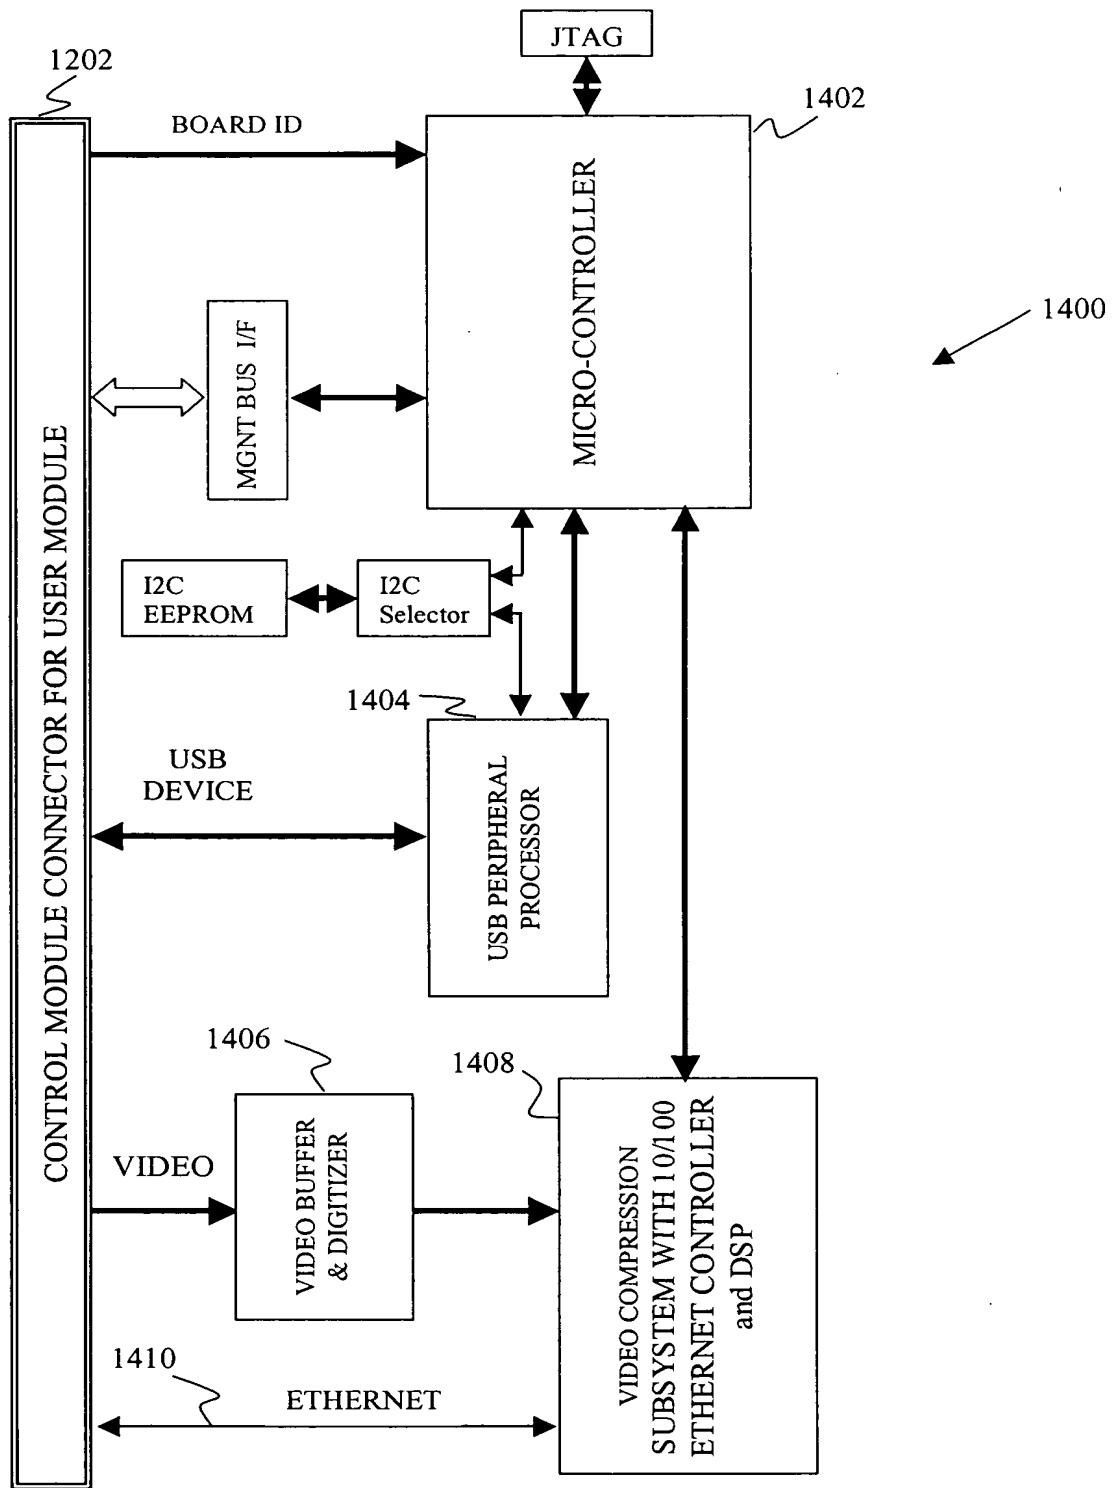 JTAG
1202
1402
BOARD ID
MICRO-CONTROLLER
1400
MGNT BUS I/F
CONTROL MODULE CONNECTOR FOR USER MODULE
I2C
EEPROM
I2C
Selector
1404
USB
DEVICE
USB PERIPHERAL
PROCESSOR
1406
1408
VIDEO
VIDEO BUFFER
& DIGITIZER
VIDEO COMPRESSION
SUBSYSTEM WITH 10/100
ETHERNET CONTROLLER
and DSP
1410
ETHERNET